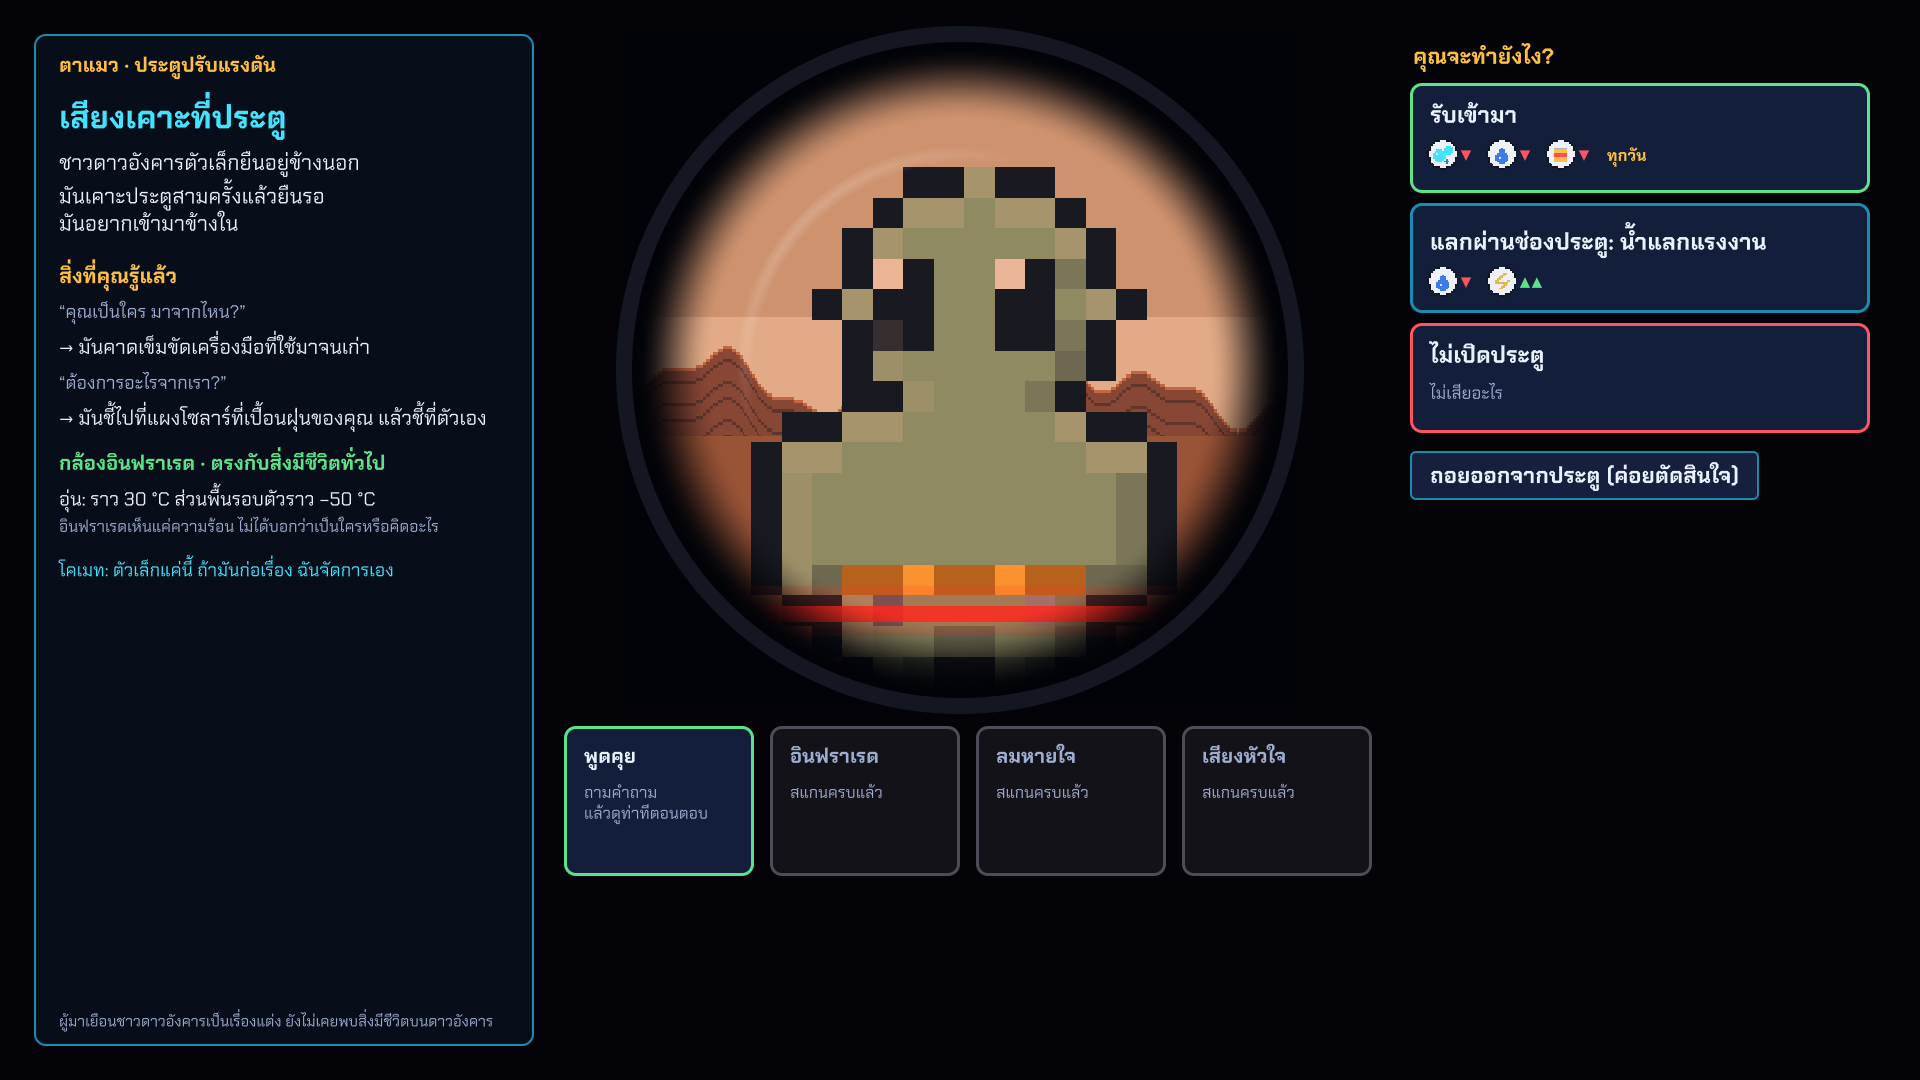 ตาแมว · ประตูปรับแรงดัน
เสียงเคาะที่ประตู
ชาวดาวอังคารตัวเล็กยืนอยู่ข้างนอก
มันเคาะประตูสามครั้งแล้วยืนรอ
มันอยากเข้ามาข้างใน
สิ่งที่คุณรู้แล้ว
“คุณเป็นใคร มาจากไหน?”
→ มันคาดเข็มขัดเครื่องมือที่ใช้มาจนเก่า
“ต้องการอะไรจากเรา?”
→ มันชี้ไปที่แผงโซลาร์ที่เปื้อนฝุ่นของคุณ แล้วชี้ที่ตัวเอง
กล้องอินฟราเรด · ตรงกับสิ่งมีชีวิตทั่วไป
อุ่น: ราว 30 °C ส่วนพื้นรอบตัวราว −50 °C
อินฟราเรดเห็นแค่ความร้อน ไม่ได้บอกว่าเป็นใครหรือคิดอะไร
โคเมท: ตัวเล็กแค่นี้ ถ้ามันก่อเรื่อง ฉันจัดการเอง
ผู้มาเยือนชาวดาวอังคารเป็นเรื่องแต่ง ยังไม่เคยพบสิ่งมีชีวิตบนดาวอังคาร
พูดคุย
ถามคำถาม
แล้วดูท่าทีตอนตอบ
อินฟราเรด
สแกนครบแล้ว
ลมหายใจ
สแกนครบแล้ว
เสียงหัวใจ
สแกนครบแล้ว
คุณจะทำยังไง?
รับเข้ามา
▼ ▼ ▼ ทุกวัน
แลกผ่านช่องประตู: น้ำแลกแรงงาน
▼ ▲▲
ไม่เปิดประตู
ไม่เสียอะไร
ถอยออกจากประตู (ค่อยตัดสินใจ)